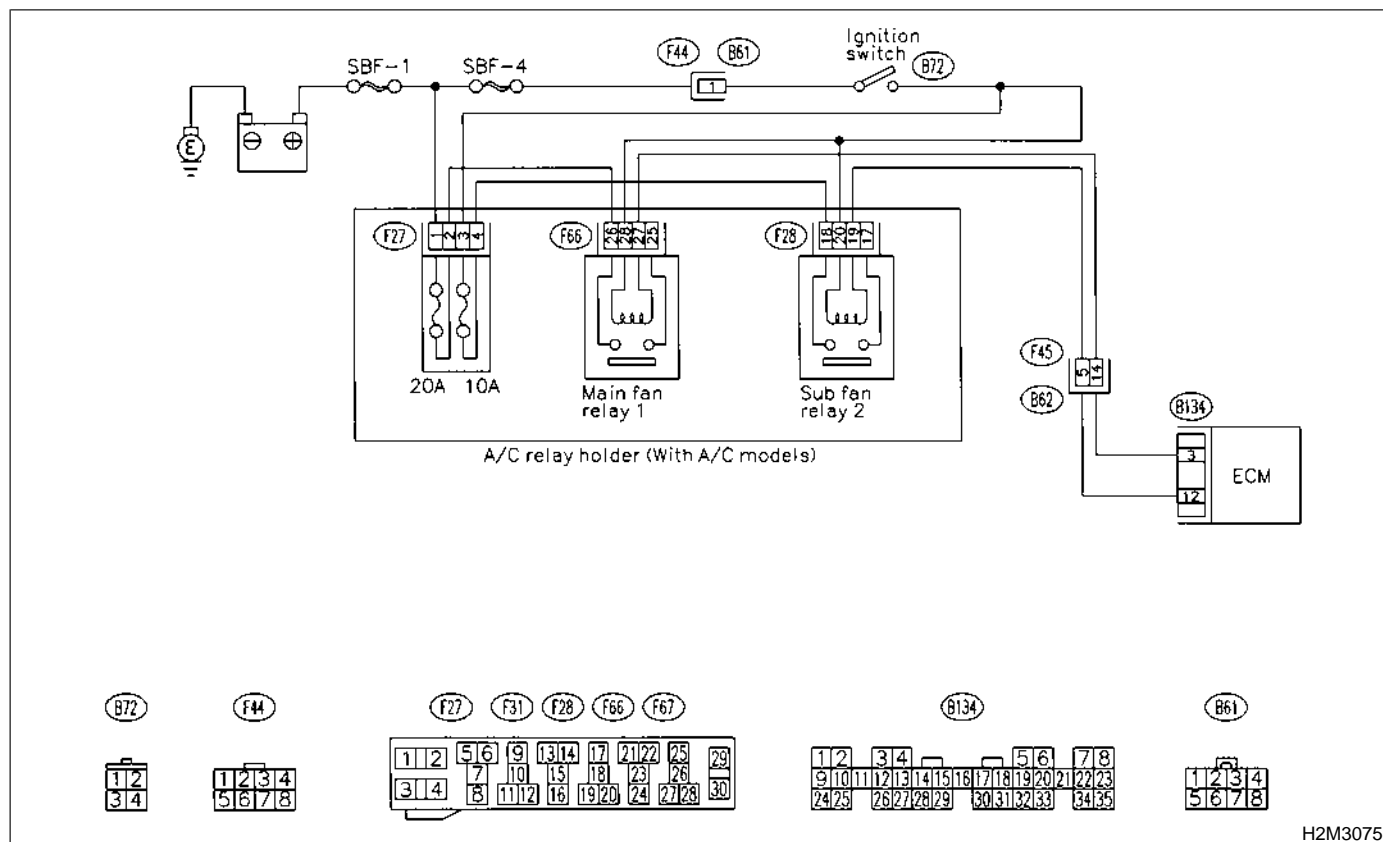 Ignition
switch
F44 B61
B72
SBF-1 SBF-4
1
E
F27 1 2 3 4
F66 26 28 27 25
F28 18 20 19 17
20A 10A
Main fan
relay 1
Sub fan
relay 2
A/C relay holder (With A/C models)
F45
5 14
B62
B134
3
12
ECM
B72 F44 F27 F31 F28 F66 F67 B134 B61
1 2
3 4
1 2 3 4
5 6 7 8
1 2 5 6 9 13 14 17 21 22 25 29
7 10 15 18 23 26
3 4 8 11 12 16 19 20 24 27 28 30
1 2 3 4 5 6 7 8
9 10 11 12 13 14 15 16 17 18 19 20 21 22 23
24 25 26 27 28 29 30 31 32 33 34 35
1 2 3 4
5 6 7 8
H2M3075